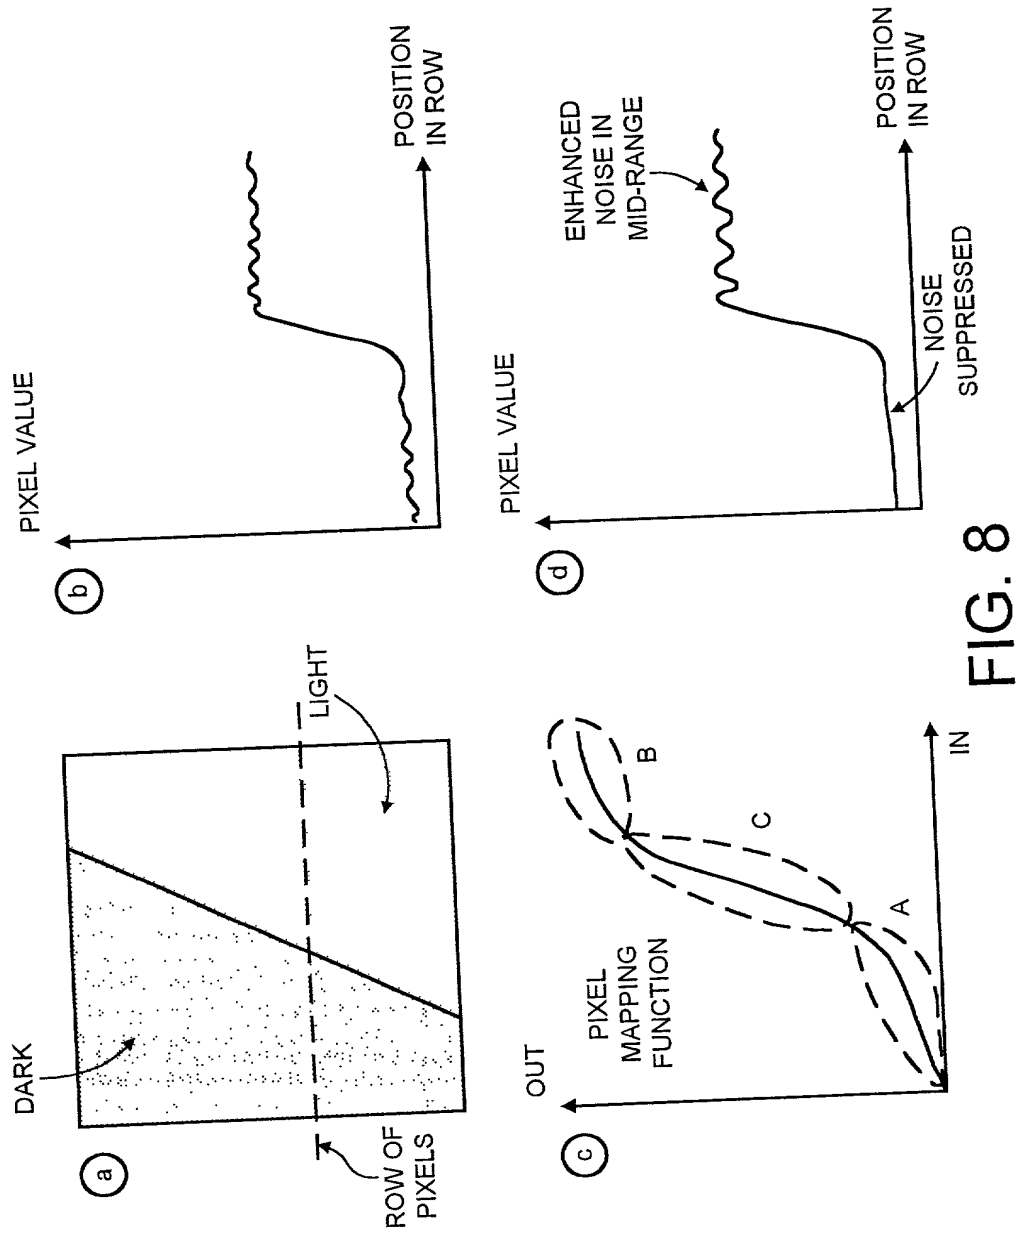 a
DARK
LIGHT
ROW OF
PIXELS
b
PIXEL VALUE
POSITION
IN ROW
c
OUT
PIXEL
MAPPING
FUNCTION
A
B
C
IN
d
PIXEL VALUE
ENHANCED
NOISE IN
MID-RANGE
NOISE
SUPPRESSED
POSITION
IN ROW
FIG. 8